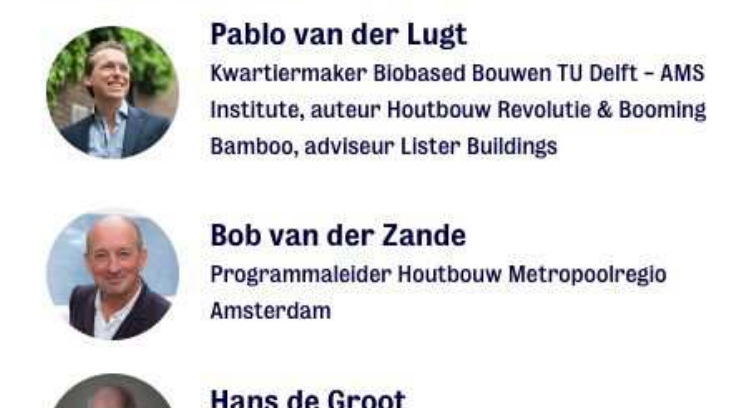 Pablo van der Lugt
Kwartiermaker Biobased Bouwen TU Delft – AMS
Institute, auteur Houtbouw Revolutie & Booming
Bamboo, adviseur Lister Buildings
Bob van der Zande
Programmaleider Houtbouw Metropoolregio
Amsterdam
Hans de Groot